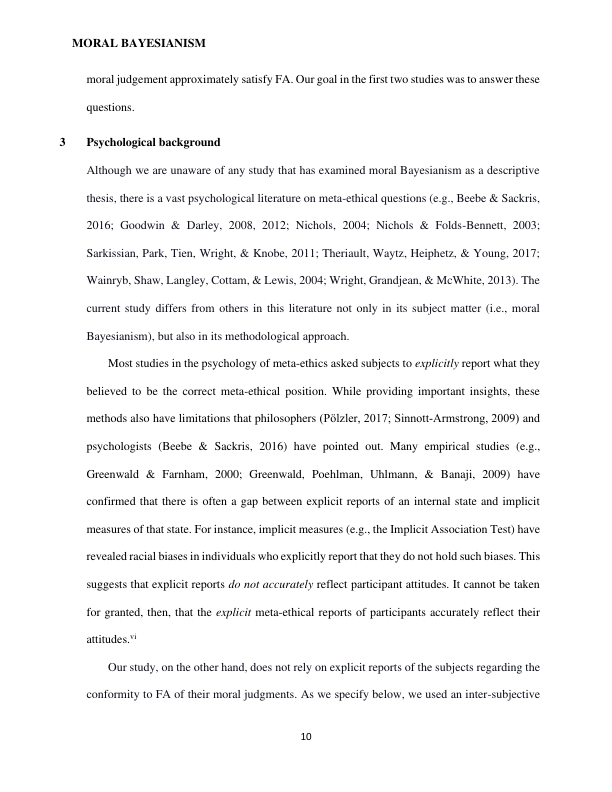 MORAL BAYESIANISM
moral judgement approximately satisfy FA. Our goal in the first two studies was to answer these
questions.
3 Psychological background
Although we are unaware of any study that has examined moral Bayesianism as a descriptive
thesis, there is a vast psychological literature on meta-ethical questions (e.g., Beebe & Sackris,
2016; Goodwin & Darley, 2008, 2012; Nichols, 2004; Nichols & Folds-Bennett, 2003;
Sarkissian, Park, Tien, Wright, & Knobe, 2011; Theriault, Waytz, Heiphetz, & Young, 2017;
Wainryb, Shaw, Langley, Cottam, & Lewis, 2004; Wright, Grandjean, & McWhite, 2013). The
current study differs from others in this literature not only in its subject matter (i.e., moral
Bayesianism), but also in its methodological approach.
Most studies in the psychology of meta-ethics asked subjects to explicitly report what they
believed to be the correct meta-ethical position. While providing important insights, these
methods also have limitations that philosophers (Pölzler, 2017; Sinnott-Armstrong, 2009) and
psychologists (Beebe & Sackris, 2016) have pointed out. Many empirical studies (e.g.,
Greenwald & Farnham, 2000; Greenwald, Poehlman, Uhlmann, & Banaji, 2009) have
confirmed that there is often a gap between explicit reports of an internal state and implicit
measures of that state. For instance, implicit measures (e.g., the Implicit Association Test) have
revealed racial biases in individuals who explicitly report that they do not hold such biases. This
suggests that explicit reports do not accurately reflect participant attitudes. It cannot be taken
for granted, then, that the explicit meta-ethical reports of participants accurately reflect their
attitudes.vi
Our study, on the other hand, does not rely on explicit reports of the subjects regarding the
conformity to FA of their moral judgments. As we specify below, we used an inter-subjective
10